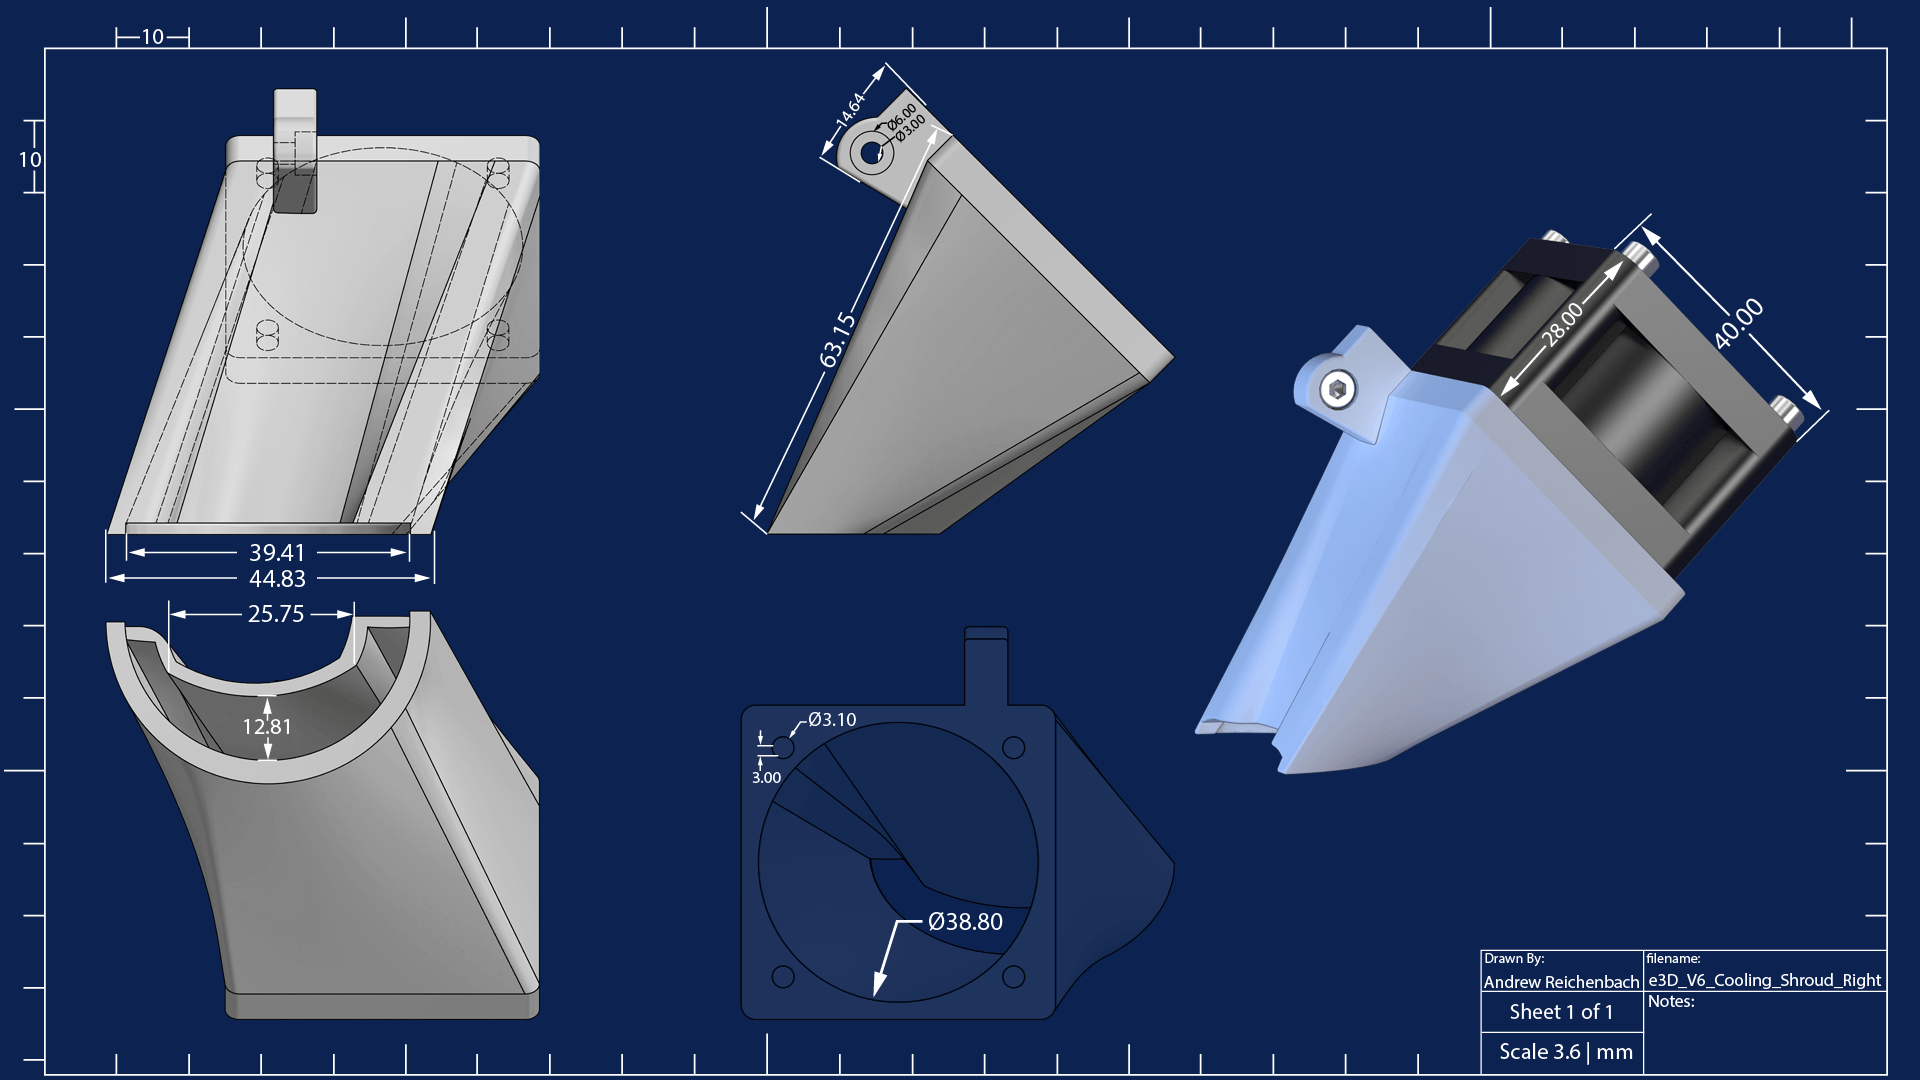 10
10
14.64
Ø6.00
Ø3.00
63.15
28.00
40.00
39.41
44.83
25.75
12.81
Ø3.10
3.00
Ø38.80
Drawn By:
Andrew Reichenbach
filename:
e3D_V6_Cooling_Shroud_Right
Sheet 1 of 1
Notes:
Scale 3.6 | mm